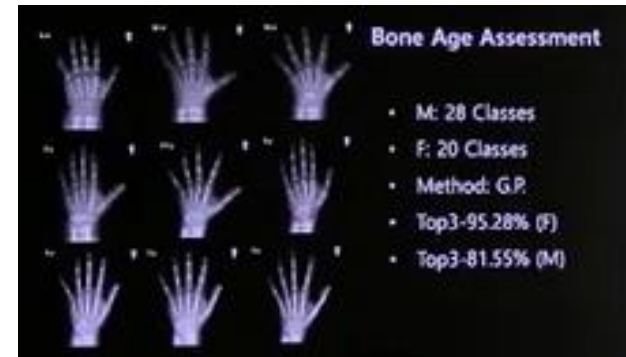 Bone Age Assessment
• M: 28 Classes
• F: 20 Classes
• Method: G.P.
• Top3-95.28% (F)
• Top3-81.55% (M)